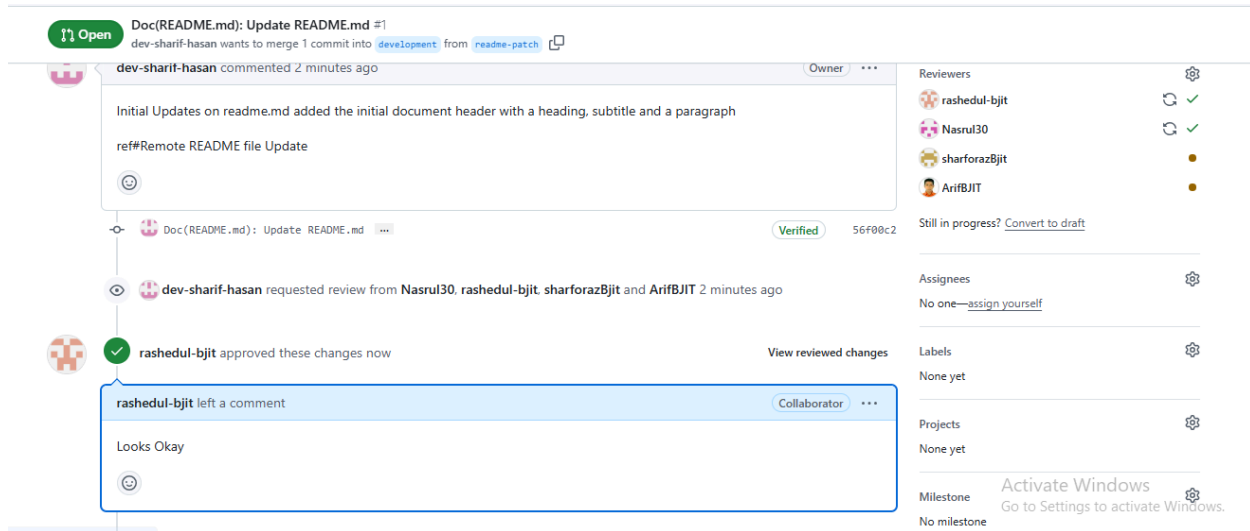 Open
Doc(README.md): Update README.md #1
dev-sharif-hasan wants to merge 1 commit into development from readme-patch
dev-sharif-hasan commented 2 minutes ago
Owner
Initial Updates on readme.md added the initial document header with a heading, subtitle and a paragraph
ref#Remote README file Update
Doc(README.md): Update README.md ...
Verified
56f00c2
dev-sharif-hasan requested review from Nasrul30, rashedul-bjit, sharforazBjit and ArifBJIT 2 minutes ago
rashedul-bjit approved these changes now
View reviewed changes
rashedul-bjit left a comment
Collaborator
Looks Okay
Reviewers
rashedul-bjit
Nasrul30
sharforazBjit
ArifBJIT
Still in progress? Convert to draft
Assignees
No one—assign yourself
Labels
None yet
Projects
None yet
Milestone
No milestone
Activate Windows
Go to Settings to activate Windows.